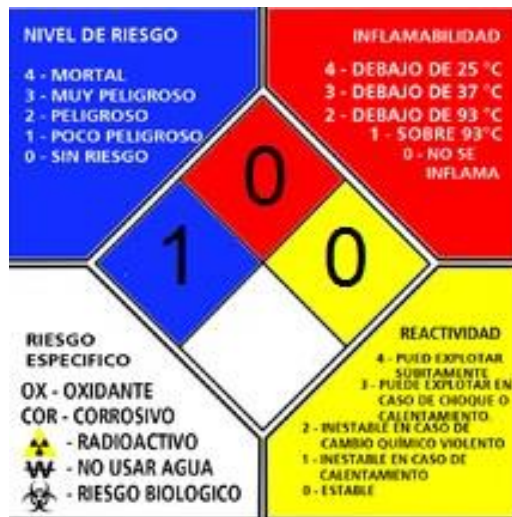 NIVEL DE RIESGO
4 - MORTAL
3 - MUY PELIGROSO
2 - PELIGROSO
1 - POCO PELIGROSO
0 - SIN RIESGO
INFLAMABILIDAD
4 - DEBAJO DE 25 °C
3 - DEBAJO DE 37 °C
2 - DEBAJO DE 93 °C
1 - SOBRE 93°C
0 - NO SE
INFLAMA
0
1
0
RIESGO
ESPECIFICO
OX - OXIDANTE
COR - CORROSIVO
- RADIOACTIVO
W - NO USAR AGUA
- RIESGO BIOLOGICO
REACTIVIDAD
4 - PUED EXPLOTAR
SUBITAMENTE
3 - PUEDE EXPLOTAR EN
CASO DE CHOQUE O
CALENTAMIENTO.
2 - INESTABLE EN CASO DE
CAMBIO QUÍMICO VIOLENTO
1 - INESTABLE EN CASO DE
CALENTAMIENTO
0 - ESTABLE